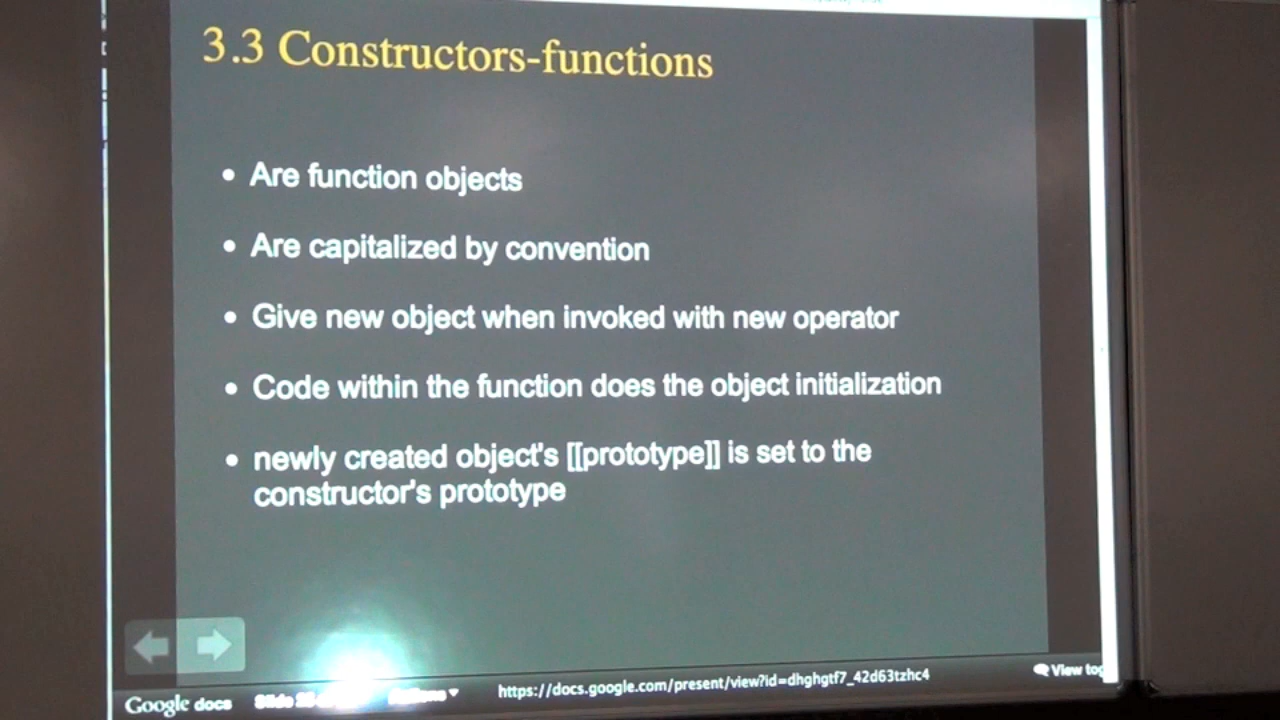 3.3 Constructors-functions
• Are function objects
• Are capitalized by convention
• Give new object when invoked with new operator
• Code within the function does the object initialization
• newly created object's [[prototype]] is set to the
constructor's prototype
Google docs
Slide
https://docs.google.com/present/view?id=dhghgtf7_42d63tzhc4
View